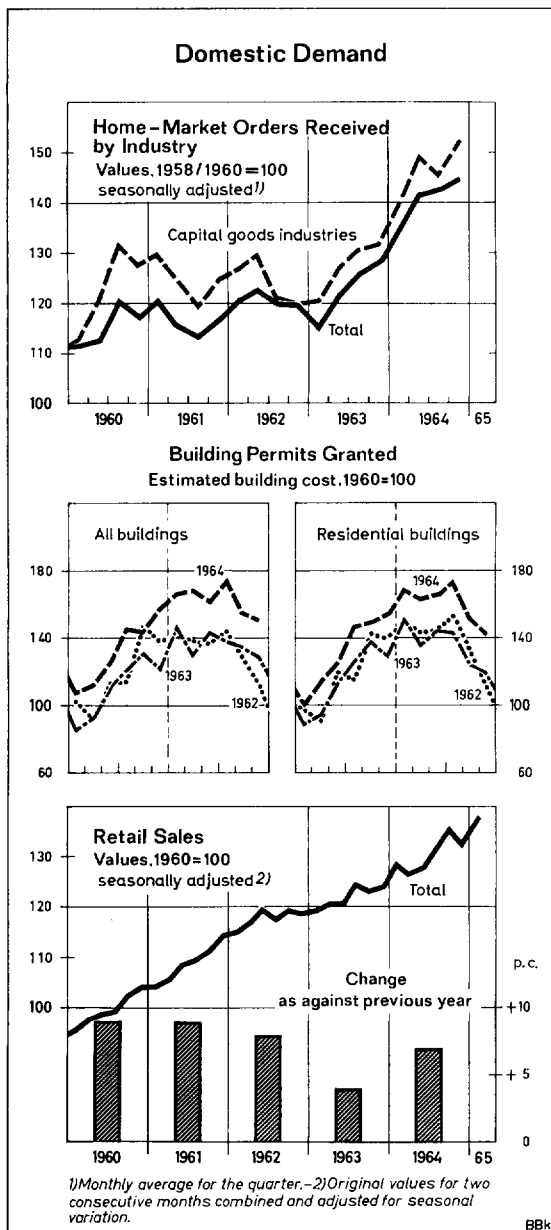 Domestic Demand
Home-Market Orders Received
by Industry
Values, 1958/1960=100
seasonally adjusted 1)
Capital goods industries
Total
150
140
130
120
110
100
1960 1961 1962 1963 1964 65
Building Permits Granted
Estimated building cost, 1960=100
All buildings
Residential buildings
180
140
100
60
1964
1963
1962
1964
1963
1962
180
140
100
60
Retail Sales
Values, 1960=100
seasonally adjusted 2)
Total
130
120
100
Change
as against previous year
p.c.
+10
+5
0
1960 1961 1962 1963 1964 65
1)Monthly average for the quarter.-2)Original values for two
consecutive months combined and adjusted for seasonal
variation.
BBk